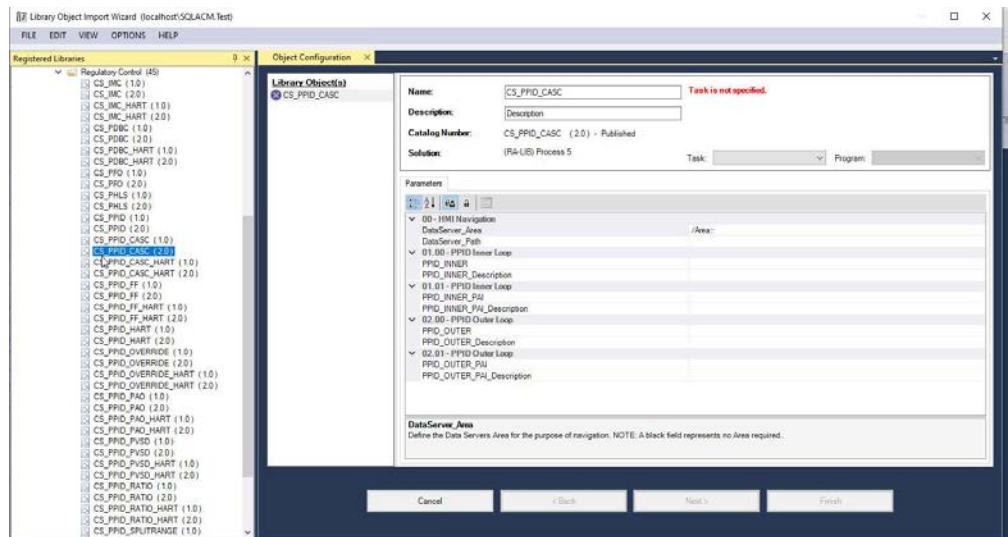 Library Object Import Wizard (localhost\SQLACM.Test)
FILE EDIT VIEW OPTIONS HELP
Registered Libraries
Regulatory Control (45)
CS_IMC (1.0)
CS_IMC (2.0)
CS_IMC_HART (1.0)
CS_IMC_HART (2.0)
CS_PDBC (1.0)
CS_PDBC (2.0)
CS_PDBC_HART (1.0)
CS_PDBC_HART (2.0)
CS_PFO (1.0)
CS_PFO (2.0)
CS_PHLS (1.0)
CS_PHLS (2.0)
CS_PPID (1.0)
CS_PPID (2.0)
CS_PPID_CASC (1.0)
CS_PPID_CASC (2.0)
CS_PPID_CASC_HART (1.0)
CS_PPID_CASC_HART (2.0)
CS_PPID_FF (1.0)
CS_PPID_FF (2.0)
CS_PPID_FF_HART (1.0)
CS_PPID_FF_HART (2.0)
CS_PPID_HART (1.0)
CS_PPID_HART (2.0)
CS_PPID_OVERRIDE (1.0)
CS_PPID_OVERRIDE (2.0)
CS_PPID_OVERRIDE_HART (1.0)
CS_PPID_OVERRIDE_HART (2.0)
CS_PPID_PAO (1.0)
CS_PPID_PAO (2.0)
CS_PPID_PAO_HART (1.0)
CS_PPID_PAO_HART (2.0)
CS_PPID_PVSD (1.0)
CS_PPID_PVSD (2.0)
CS_PPID_PVSD_HART (1.0)
CS_PPID_PVSD_HART (2.0)
CS_PPID_RATIO (1.0)
CS_PPID_RATIO (2.0)
CS_PPID_RATIO_HART (1.0)
CS_PPID_RATIO_HART (2.0)
CS_PPID_SPLITRANGE (1.0)
Object Configuration
Library Object(s)
CS_PPID_CASC
Name: CS_PPID_CASC Task is not specified.
Description: Description
Catalog Number: CS_PPID_CASC (2.0) - Published
Solution: (RA-LIB) Process 5
Task: Program:
Parameters
00 - HMI Navigation
DataServer_Area /Area::
DataServer_Path
01.00 - PPID Inner Loop
PPID_INNER
PPID_INNER_Description
01.01 - PPID Inner Loop
PPID_INNER_PAI
PPID_INNER_PAI_Description
02.00 - PPID Outer Loop
PPID_OUTER
PPID_OUTER_Description
02.01 - PPID Outer Loop
PPID_OUTER_PAI
PPID_OUTER_PAI_Description
DataServer_Area
Define the Data Servers Area for the purpose of navigation. NOTE: A black field represents no Area required..
Cancel < Back Next > Finish